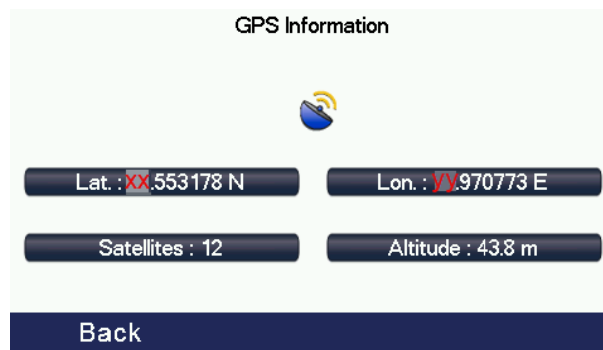 GPS Information
Lat. : xx.553178 N
Lon. : yy.970773 E
Satellites : 12
Altitude : 43.8 m
Back